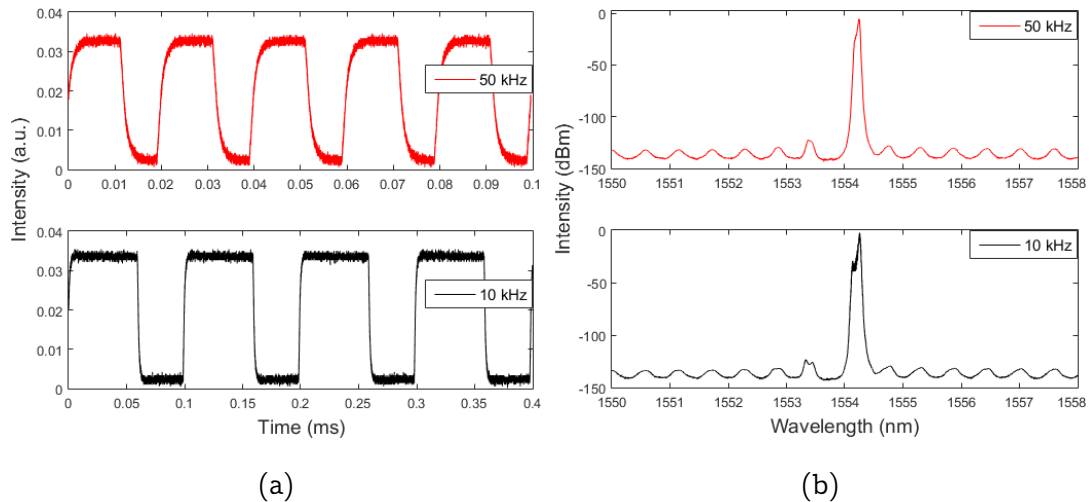 0.04
0.03
0.02
0.01
0
50 kHz
0 0.01 0.02 0.03 0.04 0.05 0.06 0.07 0.08 0.09 0.1
0.04
0.03
0.02
0.01
0
10 kHz
0 0.05 0.1 0.15 0.2 0.25 0.3 0.35 0.4
Intensity (a.u.)
Time (ms)
(a)
0
-50
-100
-150
50 kHz
1550 1551 1552 1553 1554 1555 1556 1557 1558
0
-50
-100
-150
10 kHz
1550 1551 1552 1553 1554 1555 1556 1557 1558
Intensity (dBm)
Wavelength (nm)
(b)